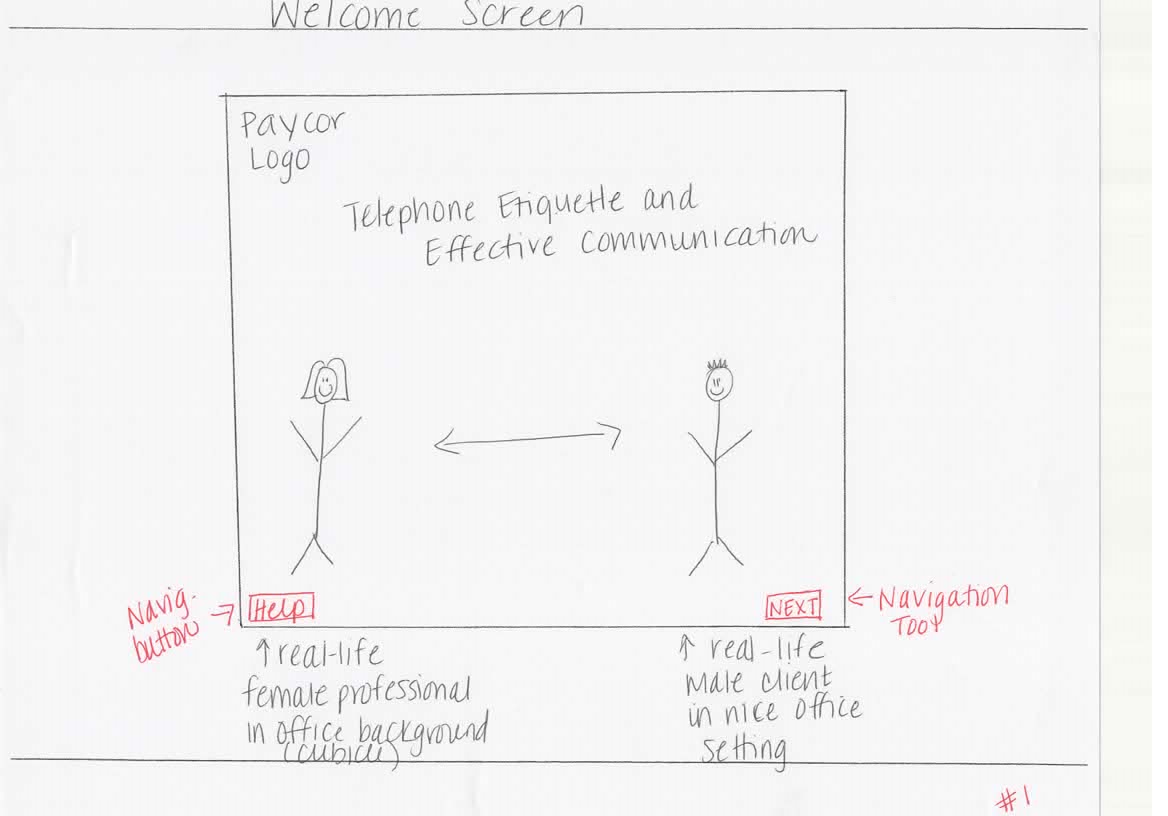 Welcome Screen
Paycor
Logo
Telephone Etiquette and
Effective Communication
Navig.
button
Help
NEXT
Navigation
Tool
real-life
female professional
in office background
(cubicle)
real-life
male client
in nice office
setting
#1